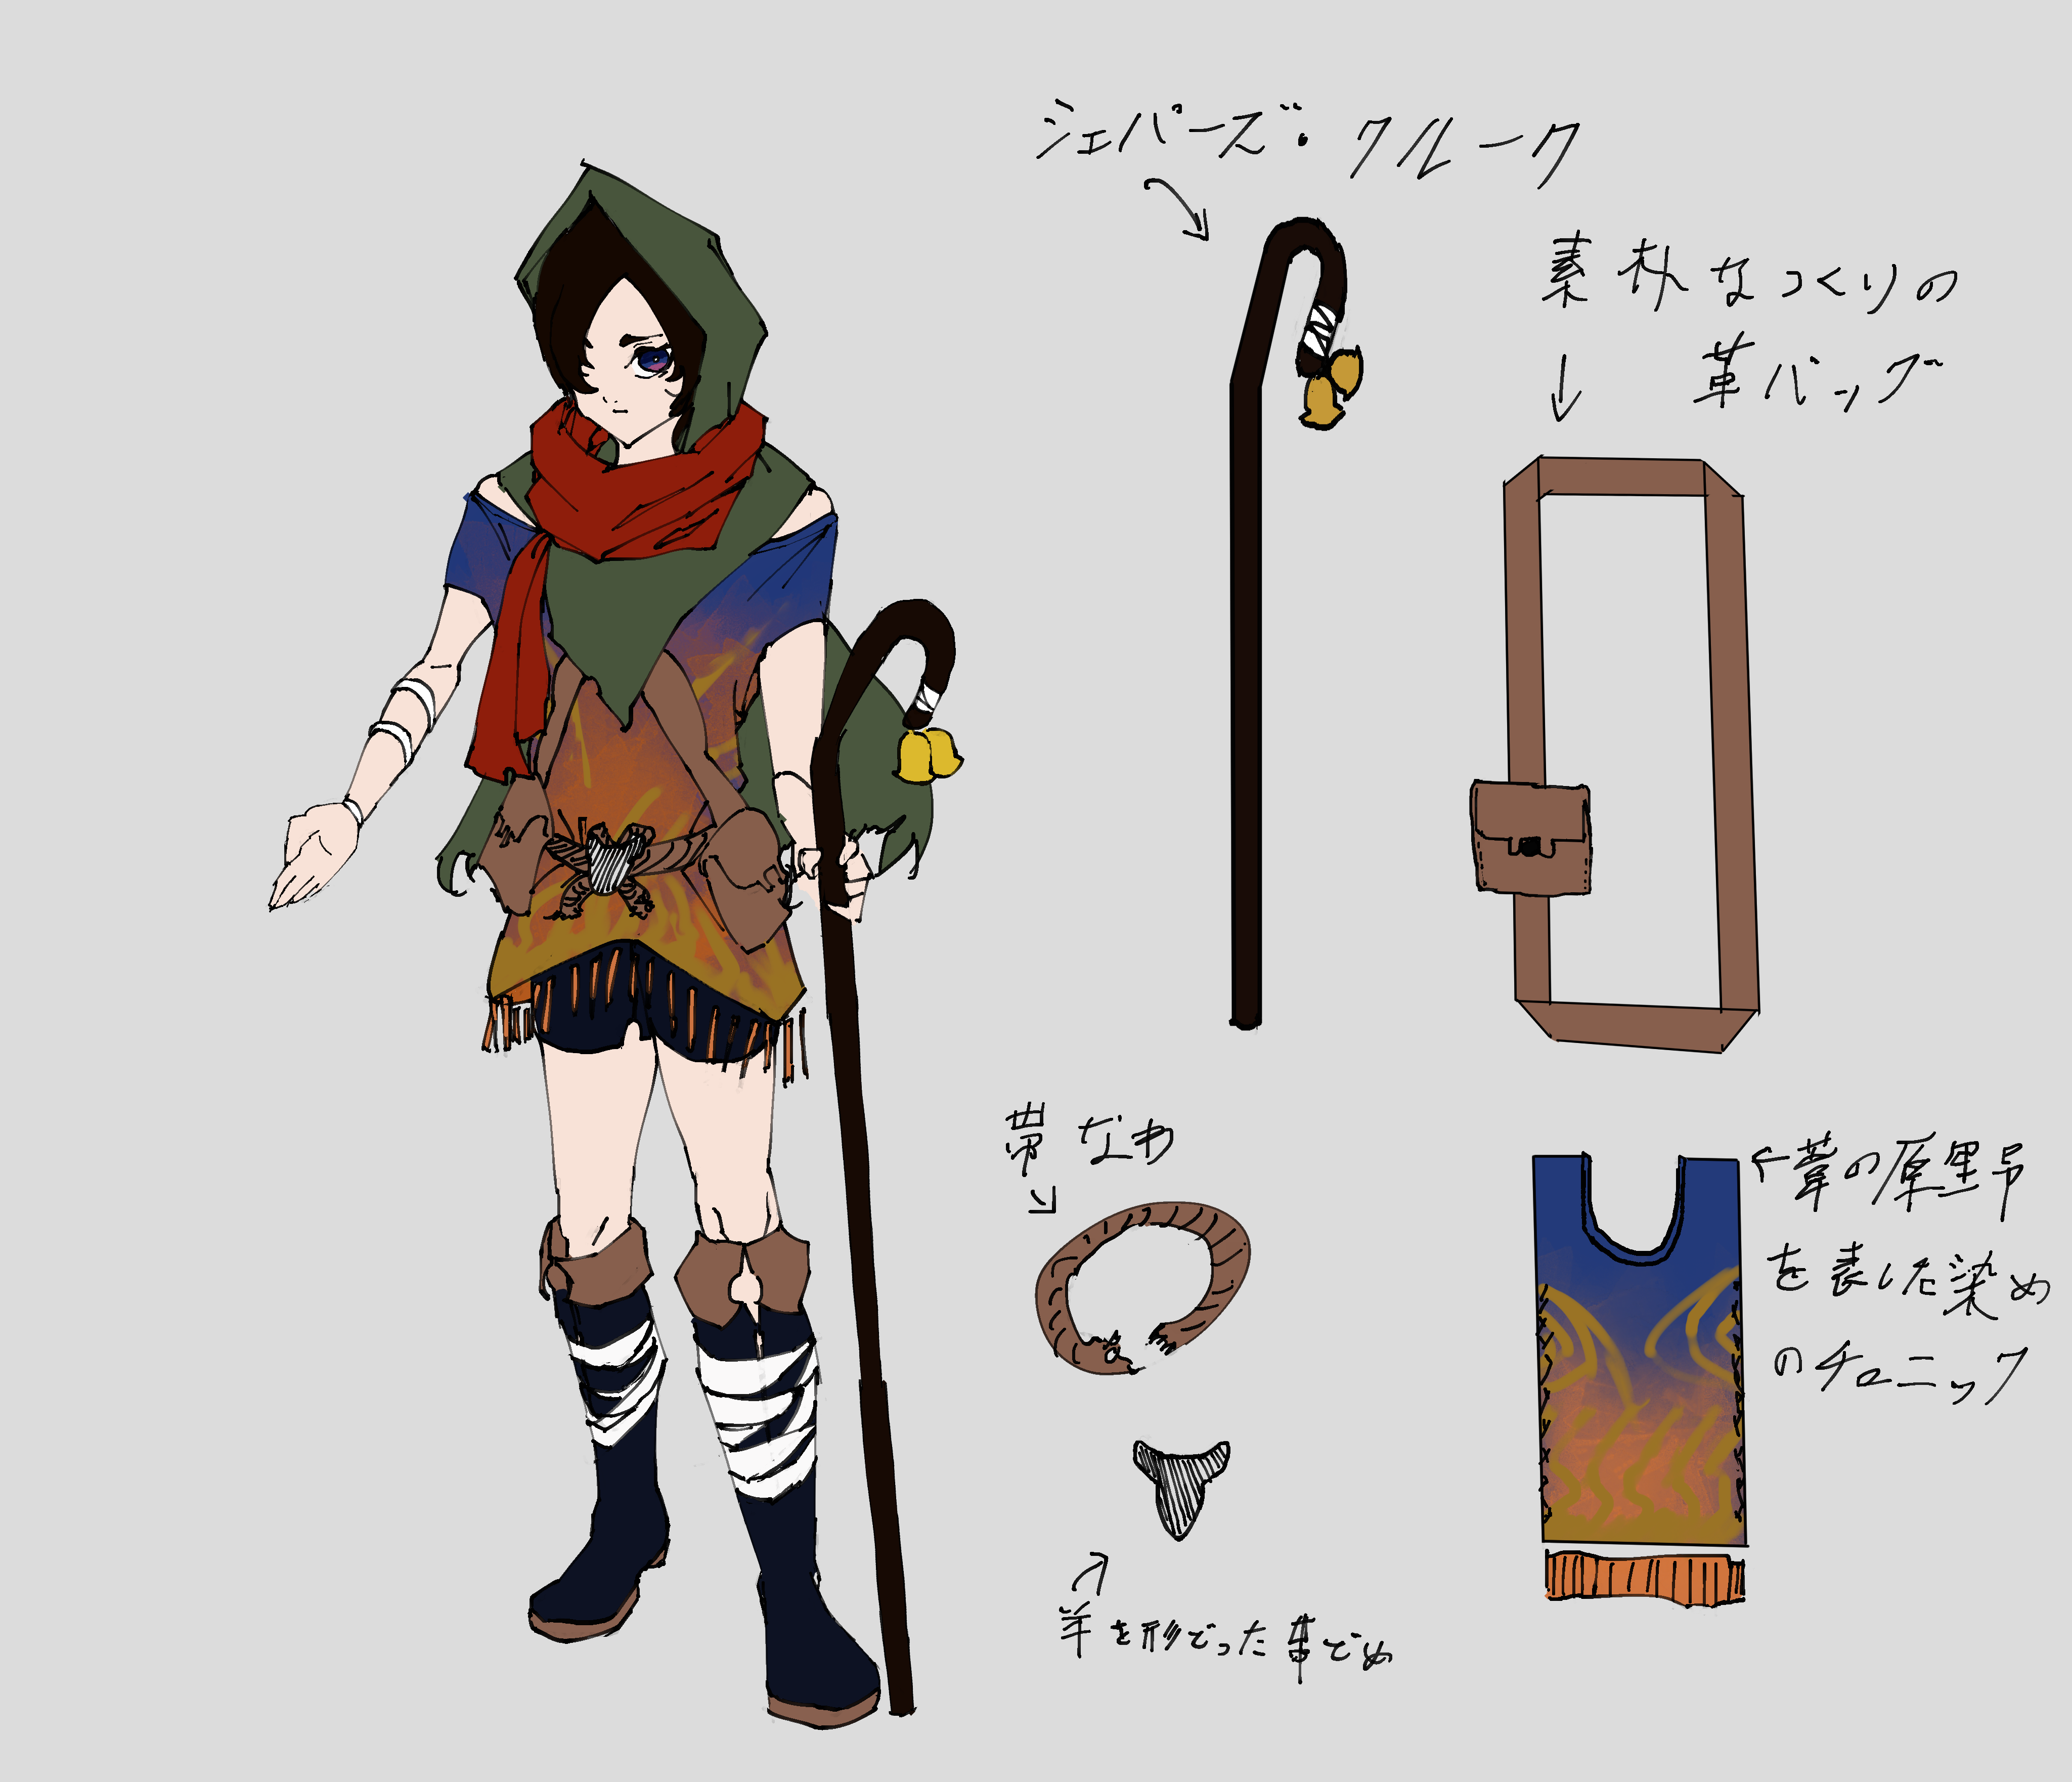 シェパーズ・クルーク
素朴なつくりの
革バッグ
帯なわ
葦の原野
を表した染め
のチュニック
羊を形どった帯どめ